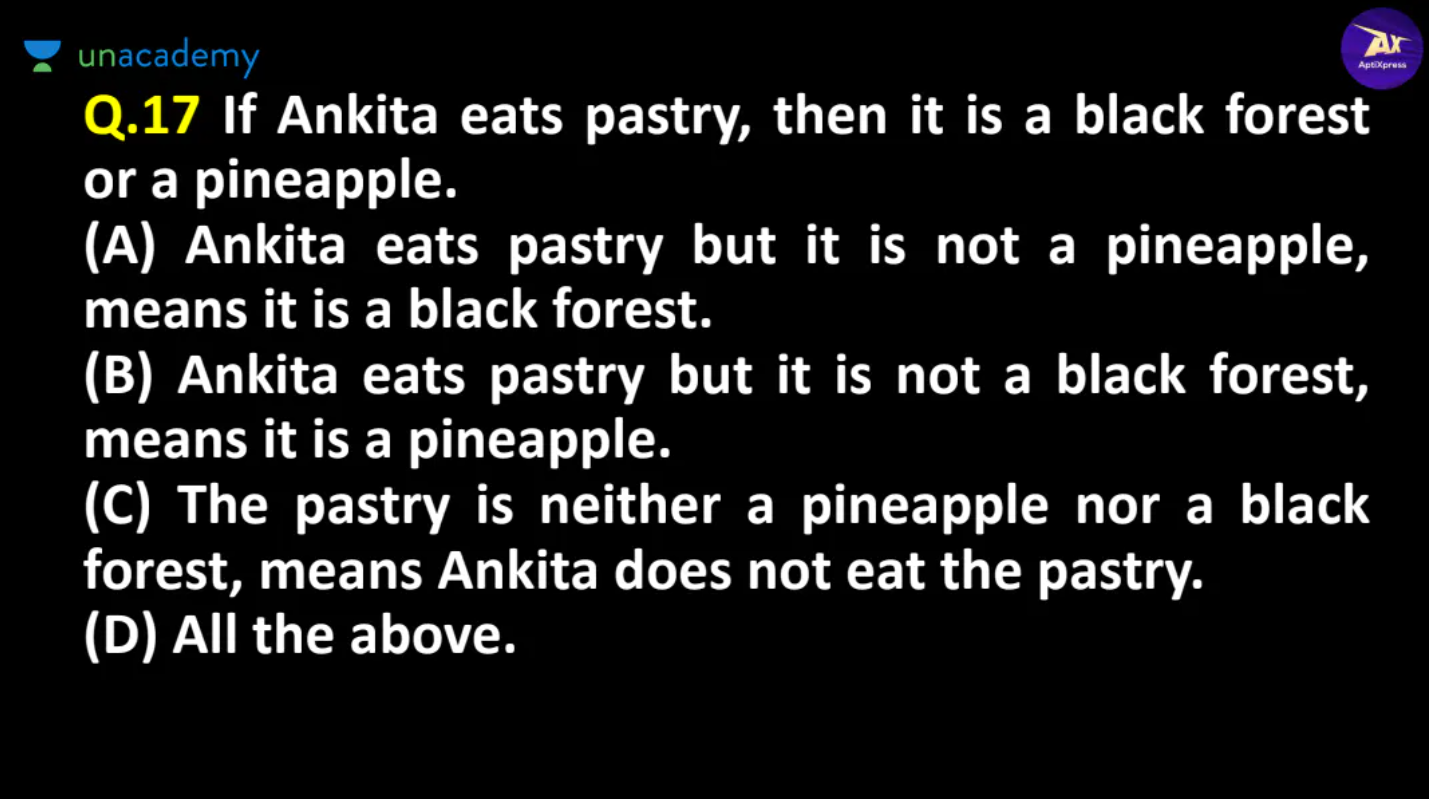 unacademy
AX
AptiXpress
Q.17 If Ankita eats pastry, then it is a black forest
or a pineapple.
(A) Ankita eats pastry but it is not a pineapple,
means it is a black forest.
(B) Ankita eats pastry but it is not a black forest,
means it is a pineapple.
(C) The pastry is neither a pineapple nor a black
forest, means Ankita does not eat the pastry.
(D) All the above.